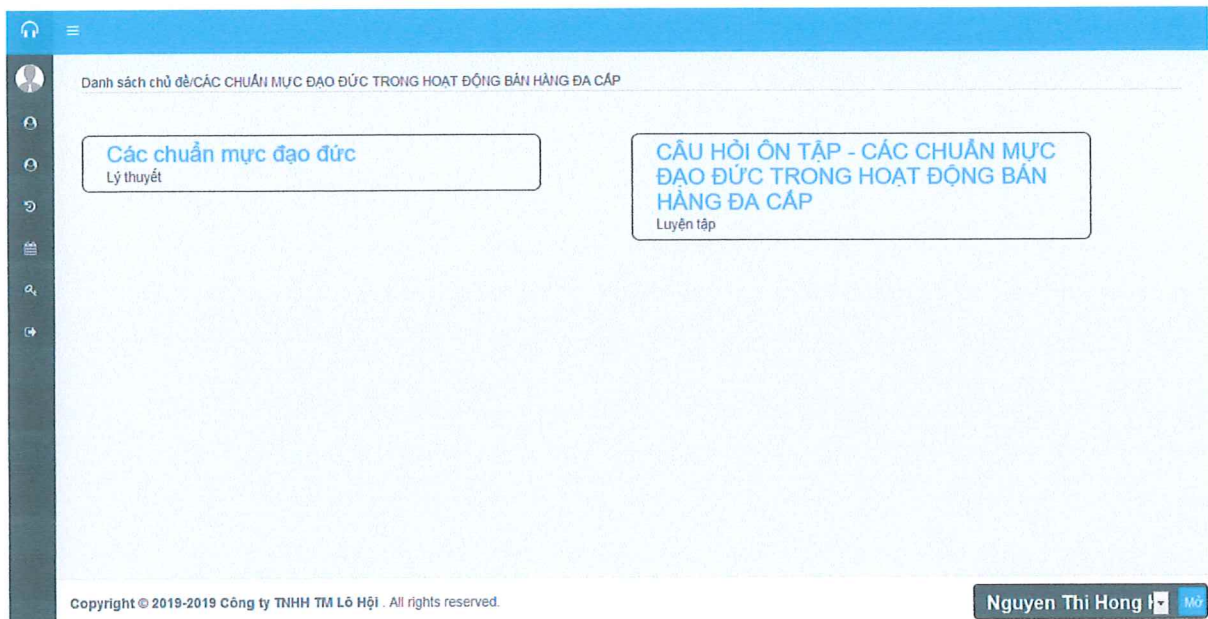 Danh sách chủ đề/CÁC CHUẨN MỰC ĐẠO ĐỨC TRONG HOẠT ĐỘNG BÁN HÀNG ĐA CẤP
Các chuẩn mực đạo đức
Lý thuyết
CÂU HỎI ÔN TẬP - CÁC CHUẨN MỰC
ĐẠO ĐỨC TRONG HOẠT ĐỘNG BÁN
HÀNG ĐA CẤP
Luyện tập
Copyright © 2019-2019 Công ty TNHH TM Lô Hội . All rights reserved.
Nguyen Thi Hong
Mở